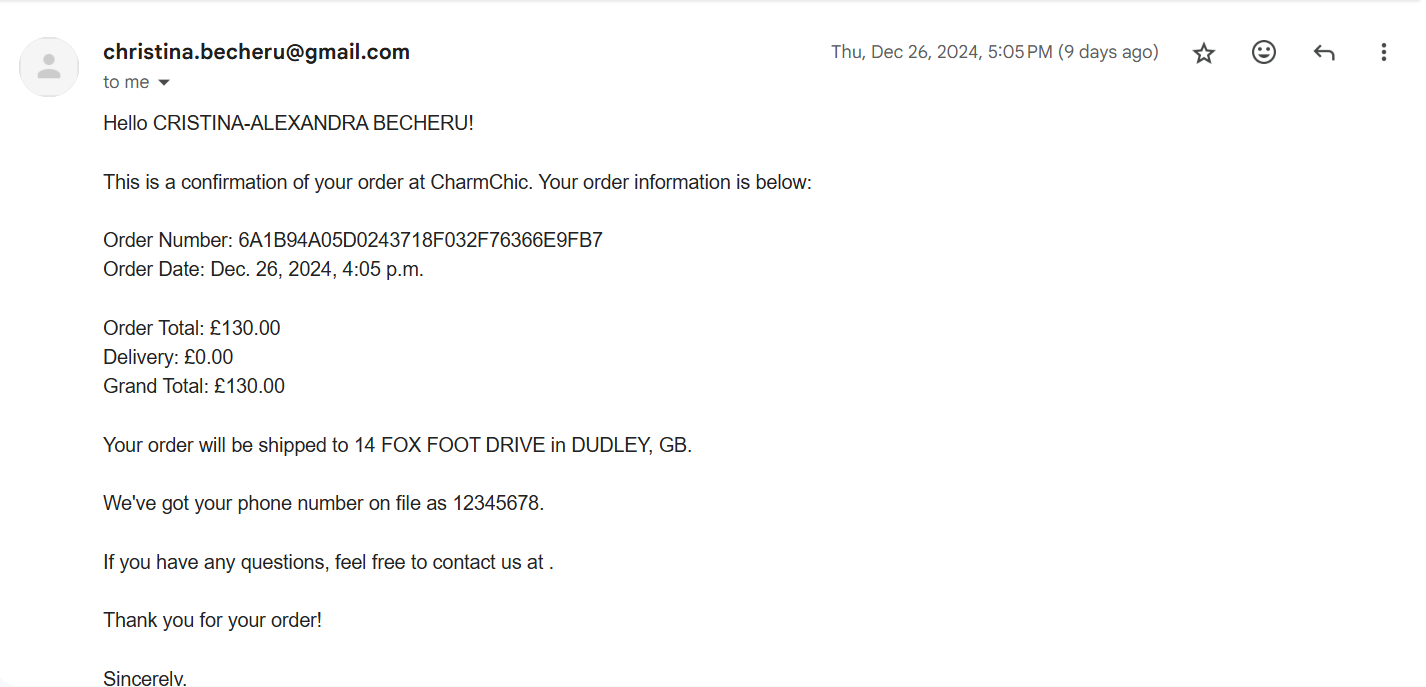 christina.becheru@gmail.com
Thu, Dec 26, 2024, 5:05 PM (9 days ago)
to me
Hello CRISTINA-ALEXANDRA BECHERU!
This is a confirmation of your order at CharmChic. Your order information is below:
Order Number: 6A1B94A05D0243718F032F76366E9FB7
Order Date: Dec. 26, 2024, 4:05 p.m.
Order Total: £130.00
Delivery: £0.00
Grand Total: £130.00
Your order will be shipped to 14 FOX FOOT DRIVE in DUDLEY, GB.
We've got your phone number on file as 12345678.
If you have any questions, feel free to contact us at .
Thank you for your order!
Sincerely,